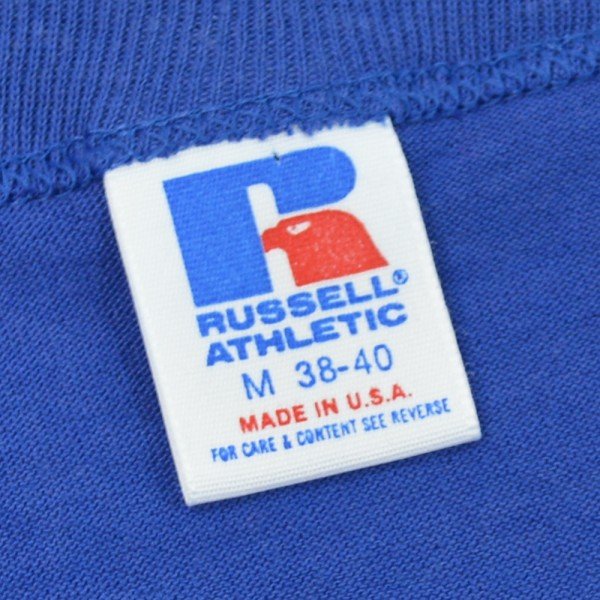 RUSSELL®
ATHLETIC
M 38-40
MADE IN U.S.A.
FOR CARE & CONTENT SEE REVERSE